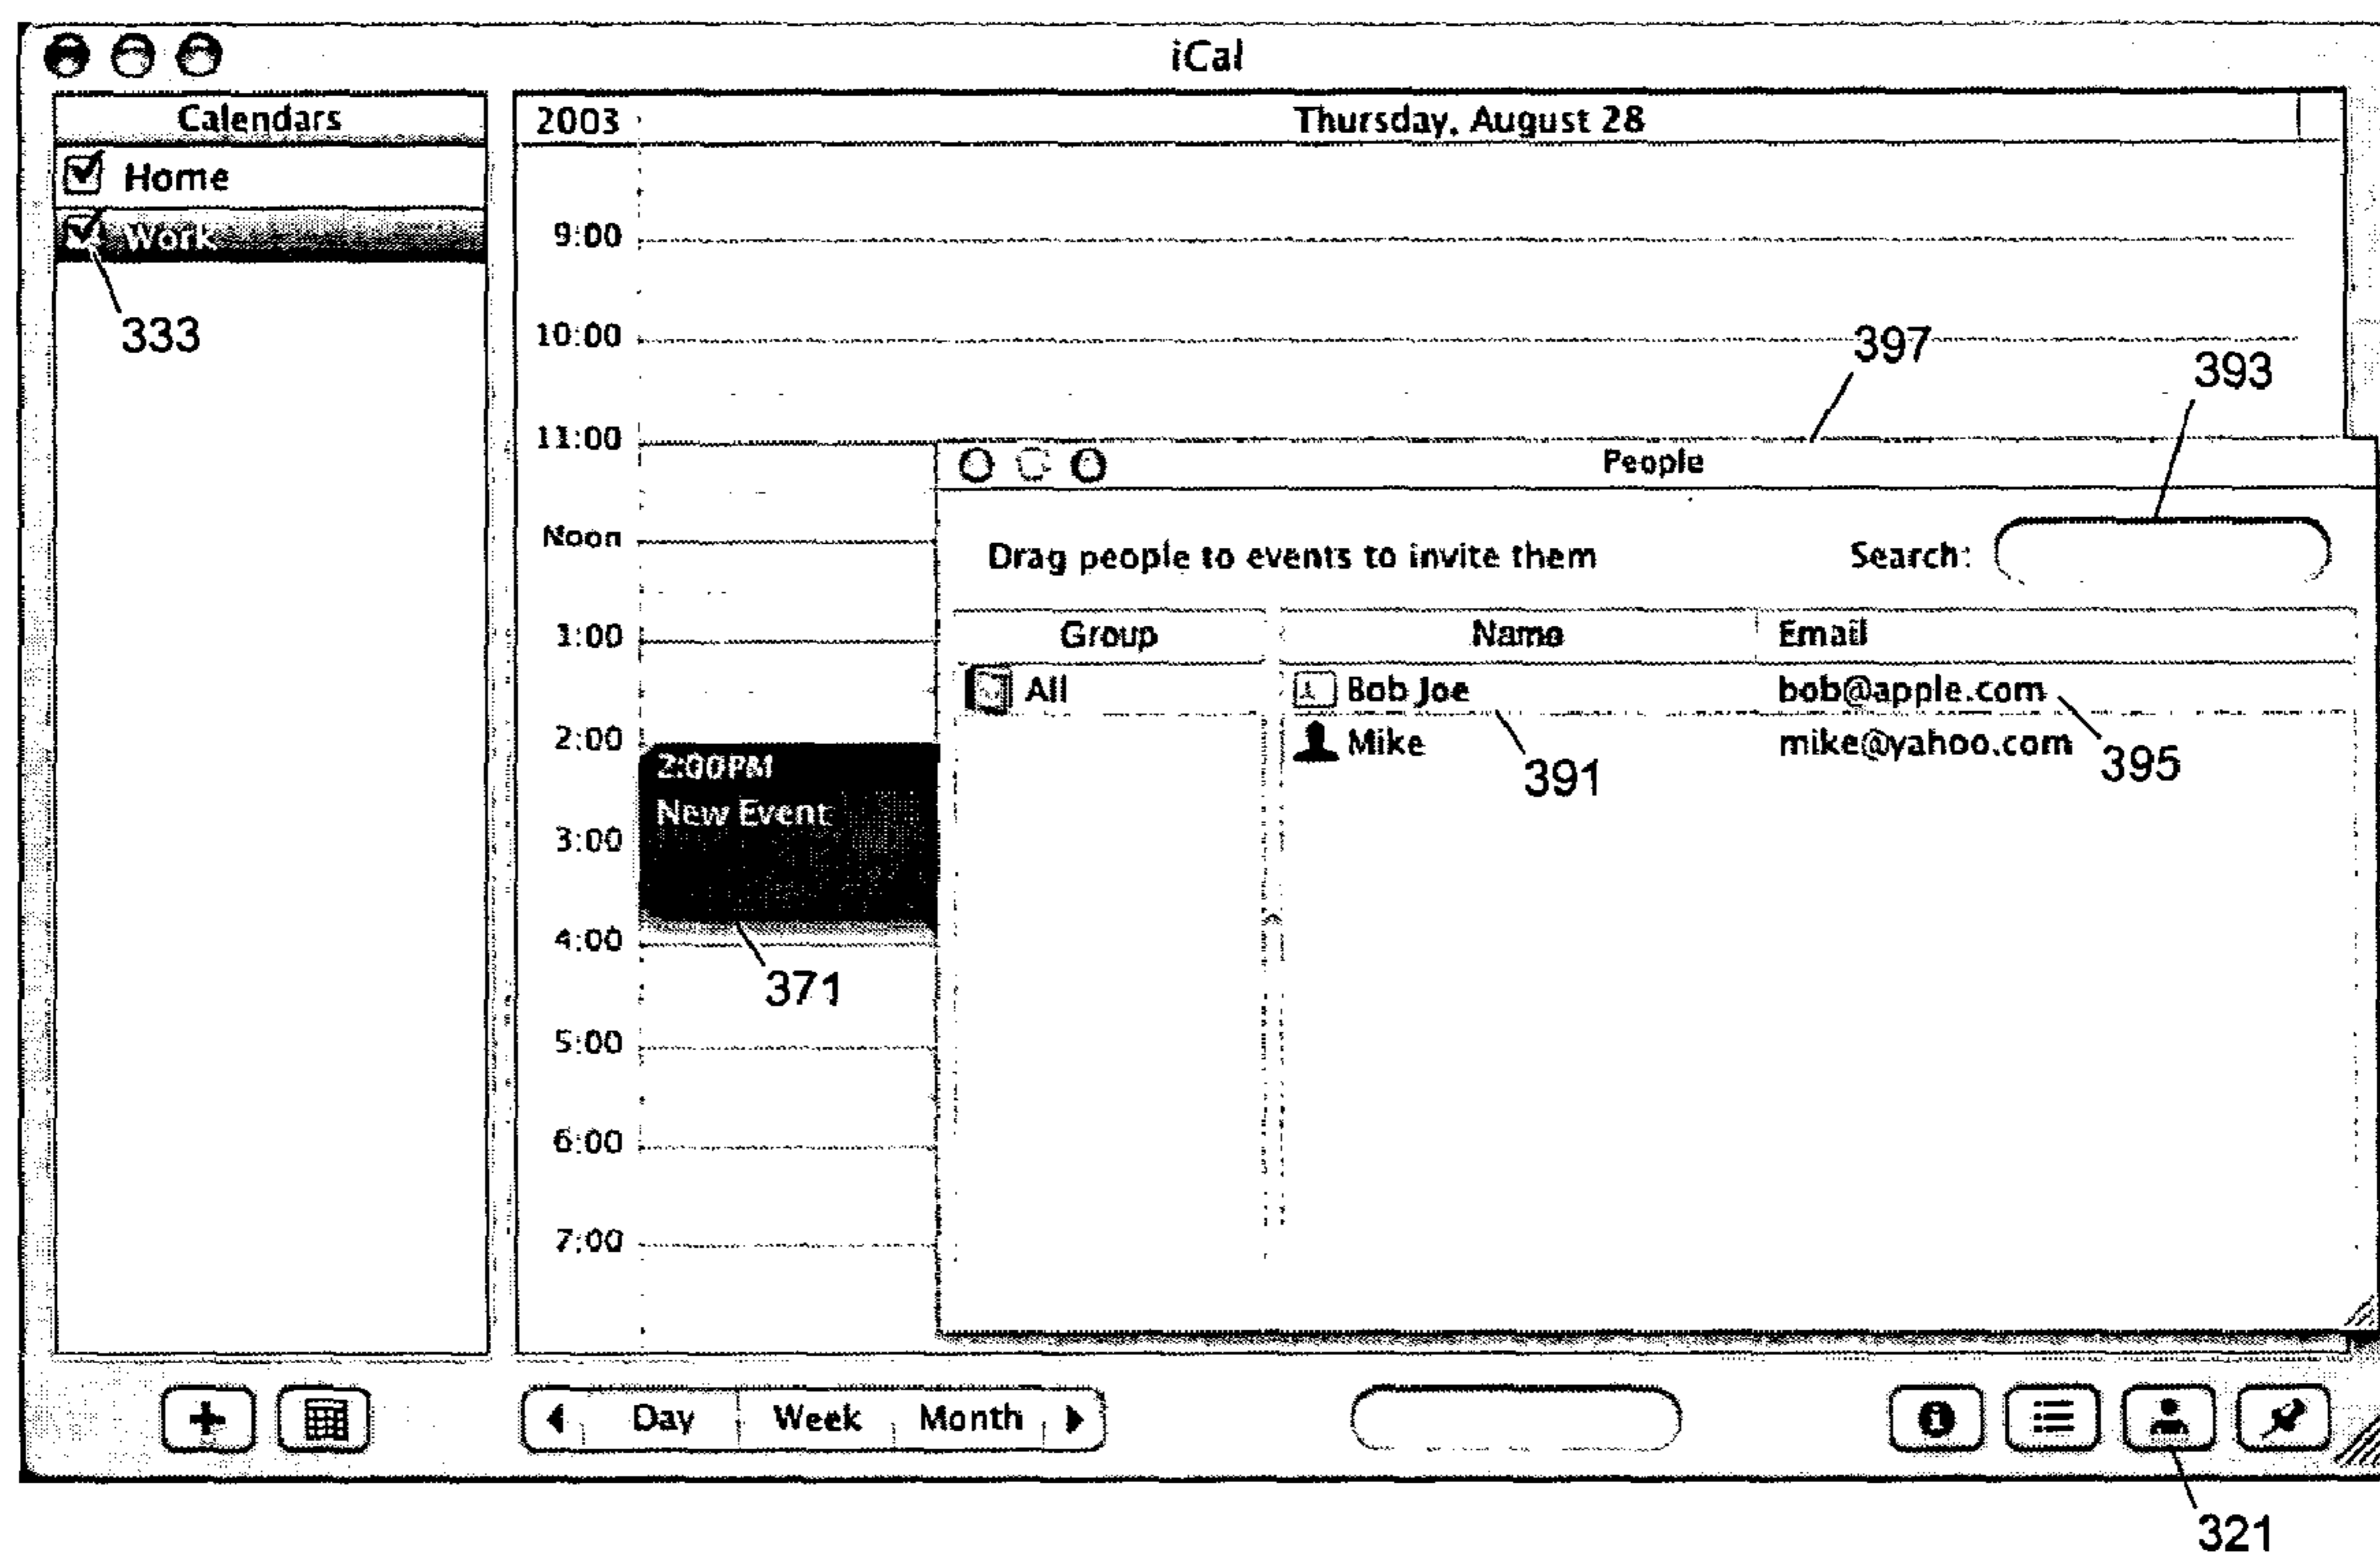 iCal
Calendars
Home
Work
333
2003
Thursday, August 28
9:00
10:00
11:00
Noon
1:00
2:00
3:00
4:00
5:00
6:00
7:00
2:00PM
New Event
371
397
393
People
Drag people to events to invite them
Search:
Group
Name
Email
All
Bob Joe
bob@apple.com
Mike
mike@yahoo.com
391
395
Day
Week
Month
321